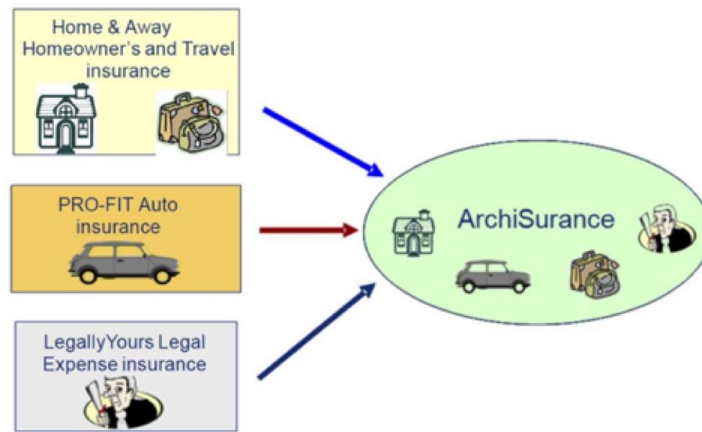 Home & Away
Homeowner's and Travel
insurance
PRO-FIT Auto
insurance
LegallyYours Legal
Expense insurance
ArchiSurance